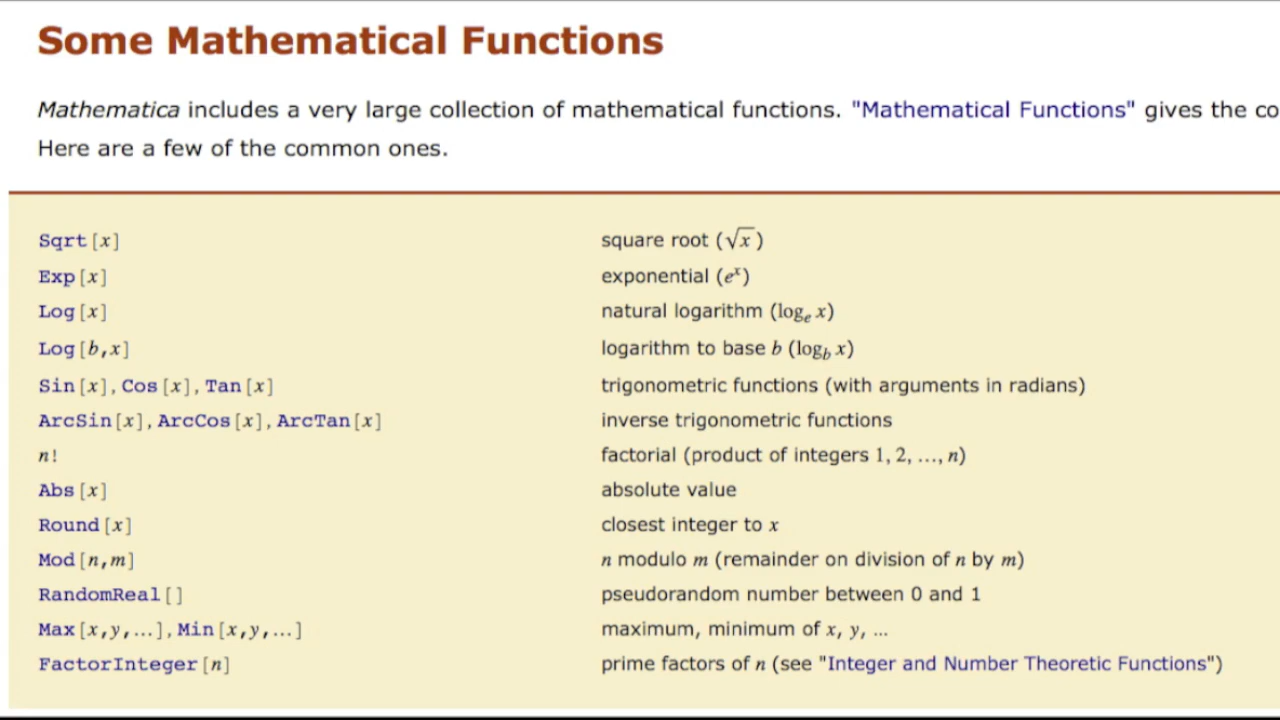 Some Mathematical Functions
Mathematica includes a very large collection of mathematical functions. "Mathematical Functions" gives the co
Here are a few of the common ones.
Sqrt[x] square root (√x)
Exp[x] exponential (eˣ)
Log[x] natural logarithm (logₑ x)
Log[b,x] logarithm to base b (log_b x)
Sin[x], Cos[x], Tan[x] trigonometric functions (with arguments in radians)
ArcSin[x], ArcCos[x], ArcTan[x] inverse trigonometric functions
n! factorial (product of integers 1, 2, …, n)
Abs[x] absolute value
Round[x] closest integer to x
Mod[n,m] n modulo m (remainder on division of n by m)
RandomReal[] pseudorandom number between 0 and 1
Max[x,y,…], Min[x,y,…] maximum, minimum of x, y, …
FactorInteger[n] prime factors of n (see "Integer and Number Theoretic Functions")